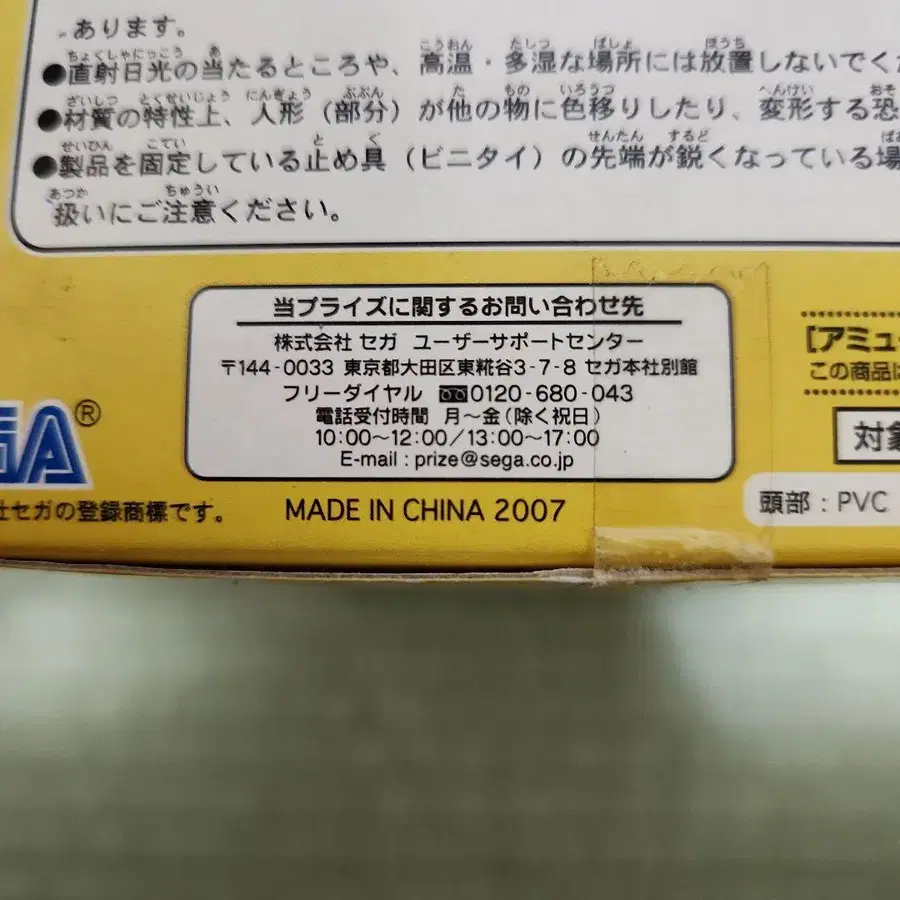 あります。
●直射日光の当たるところや、高温・多湿な場所には放置しないでくだ
●材質の特性上、人形（部分）が他の物に色移りしたり、変形する恐
●製品を固定している止め具（ビニタイ）の先端が鋭くなっている場
扱いにご注意ください。
当プライズに関するお問い合わせ先
株式会社 セガ ユーザーサポートセンター
〒144-0033 東京都大田区東糀谷3-7-8 セガ本社別館
フリーダイヤル 0120-680-043
電話受付時間 月～金（除く祝日）
10:00～12:00／13:00～17:00
E-mail : prize@sega.co.jp
[アミュー
この商品は
対象
GA®
社セガの登録商標です。
MADE IN CHINA 2007
頭部：PVC